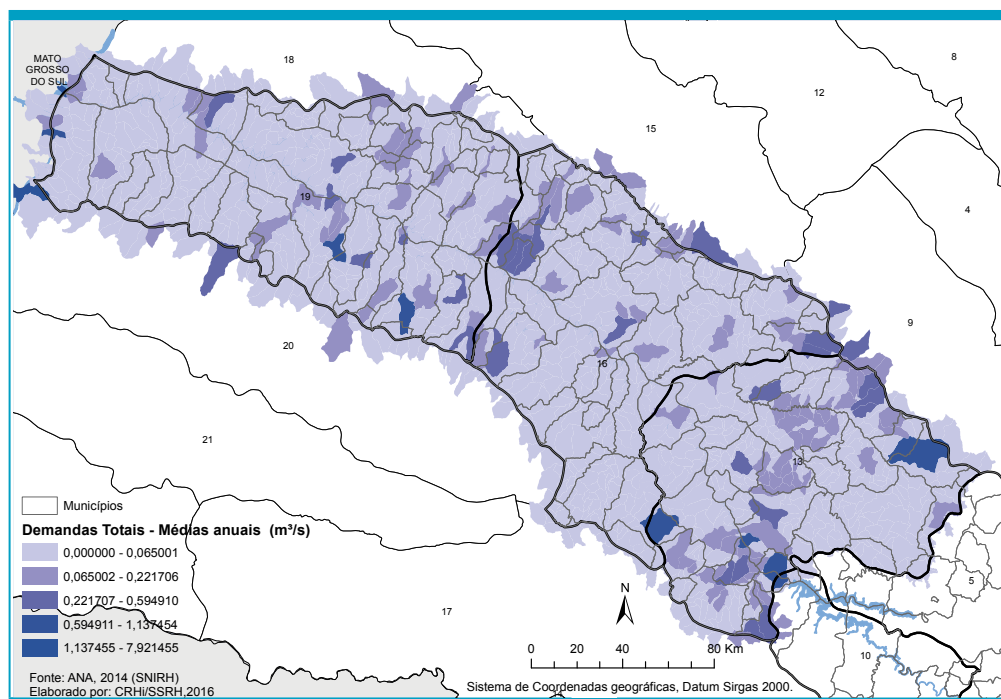 MATO
GROSSO
DO SUL
18
8
12
15
4
19
9
20
16
21
13
5
17
10
Municípios
Demandas Totais - Médias anuais (m³/s)
0,000000 - 0,065001
0,065002 - 0,221706
0,221707 - 0,594910
0,594911 - 1,137454
1,137455 - 7,921455
N
0 20 40 80 Km
Fonte: ANA, 2014 (SNIRH)
Elaborado por: CRHi/SSRH,2016
Sistema de Coordenadas geográficas, Datum Sirgas 2000.